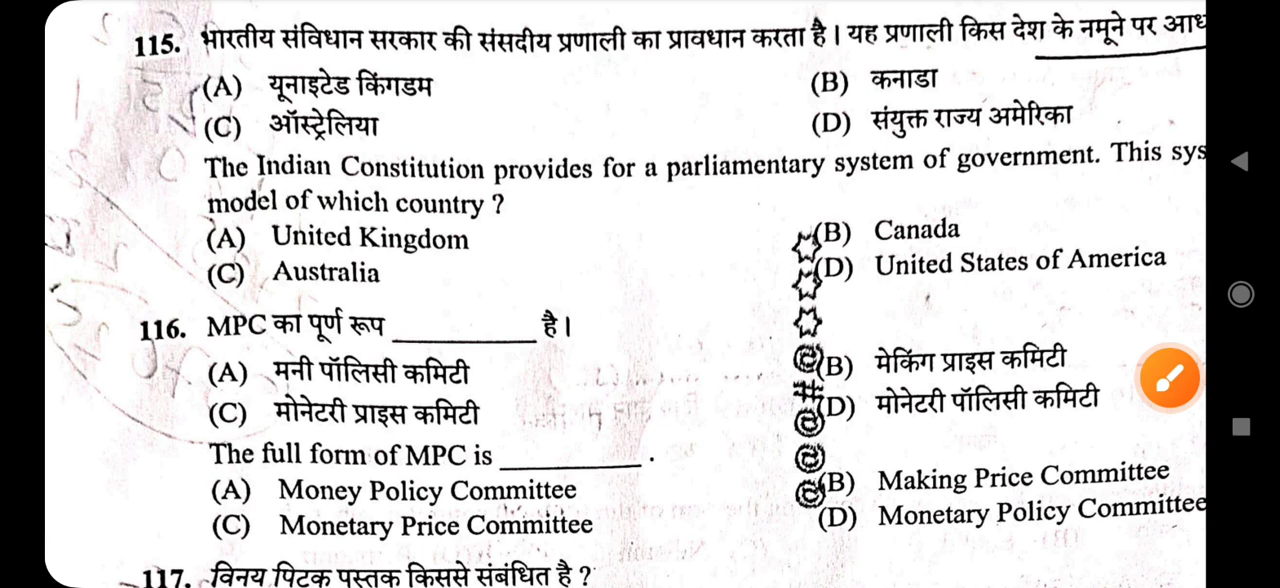 115. भारतीय संविधान सरकार की संसदीय प्रणाली का प्रावधान करता है । यह प्रणाली किस देश के नमूने पर
(A) यूनाइटेड किंगडम (B) कनाडा
(C) ऑस्ट्रेलिया (D) संयुक्त राज्य अमेरिका
The Indian Constitution provides for a parliamentary system of government. This
model of which country ?
(A) United Kingdom (B) Canada
(C) Australia (D) United States of America
116. MPC का पूर्ण रूप __________ है ।
(A) मनी पॉलिसी कमिटी (B) मेकिंग प्राइस कमिटी
(C) मोनेटरी प्राइस कमिटी (D) मोनेटरी पॉलिसी कमिटी
The full form of MPC is __________ .
(A) Money Policy Committee (B) Making Price Committee
(C) Monetary Price Committee (D) Monetary Policy Committee
117. विनय पिटक पुस्तक किससे संबंधित है ?